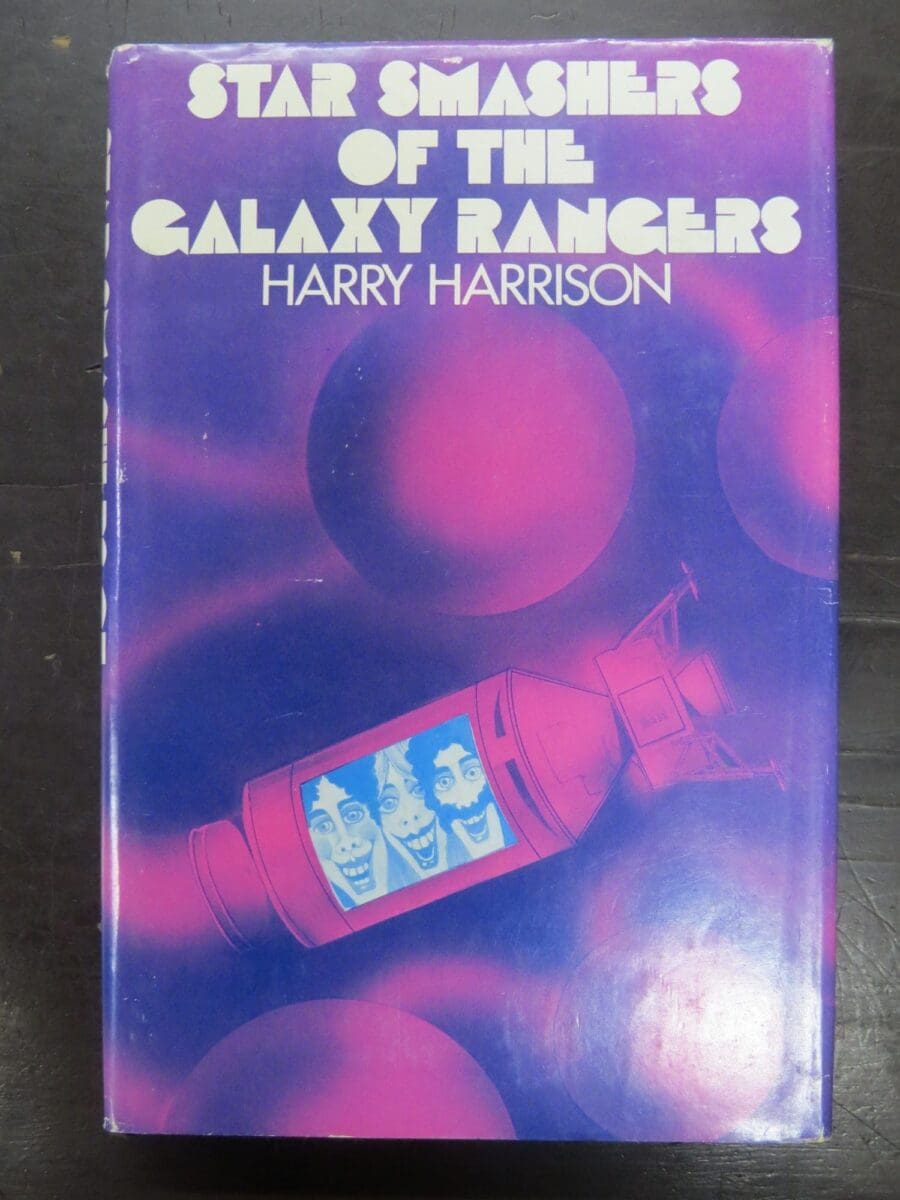 STAR SMASHERS
OF THE
GALAXY RANGERS
HARRY HARRISON